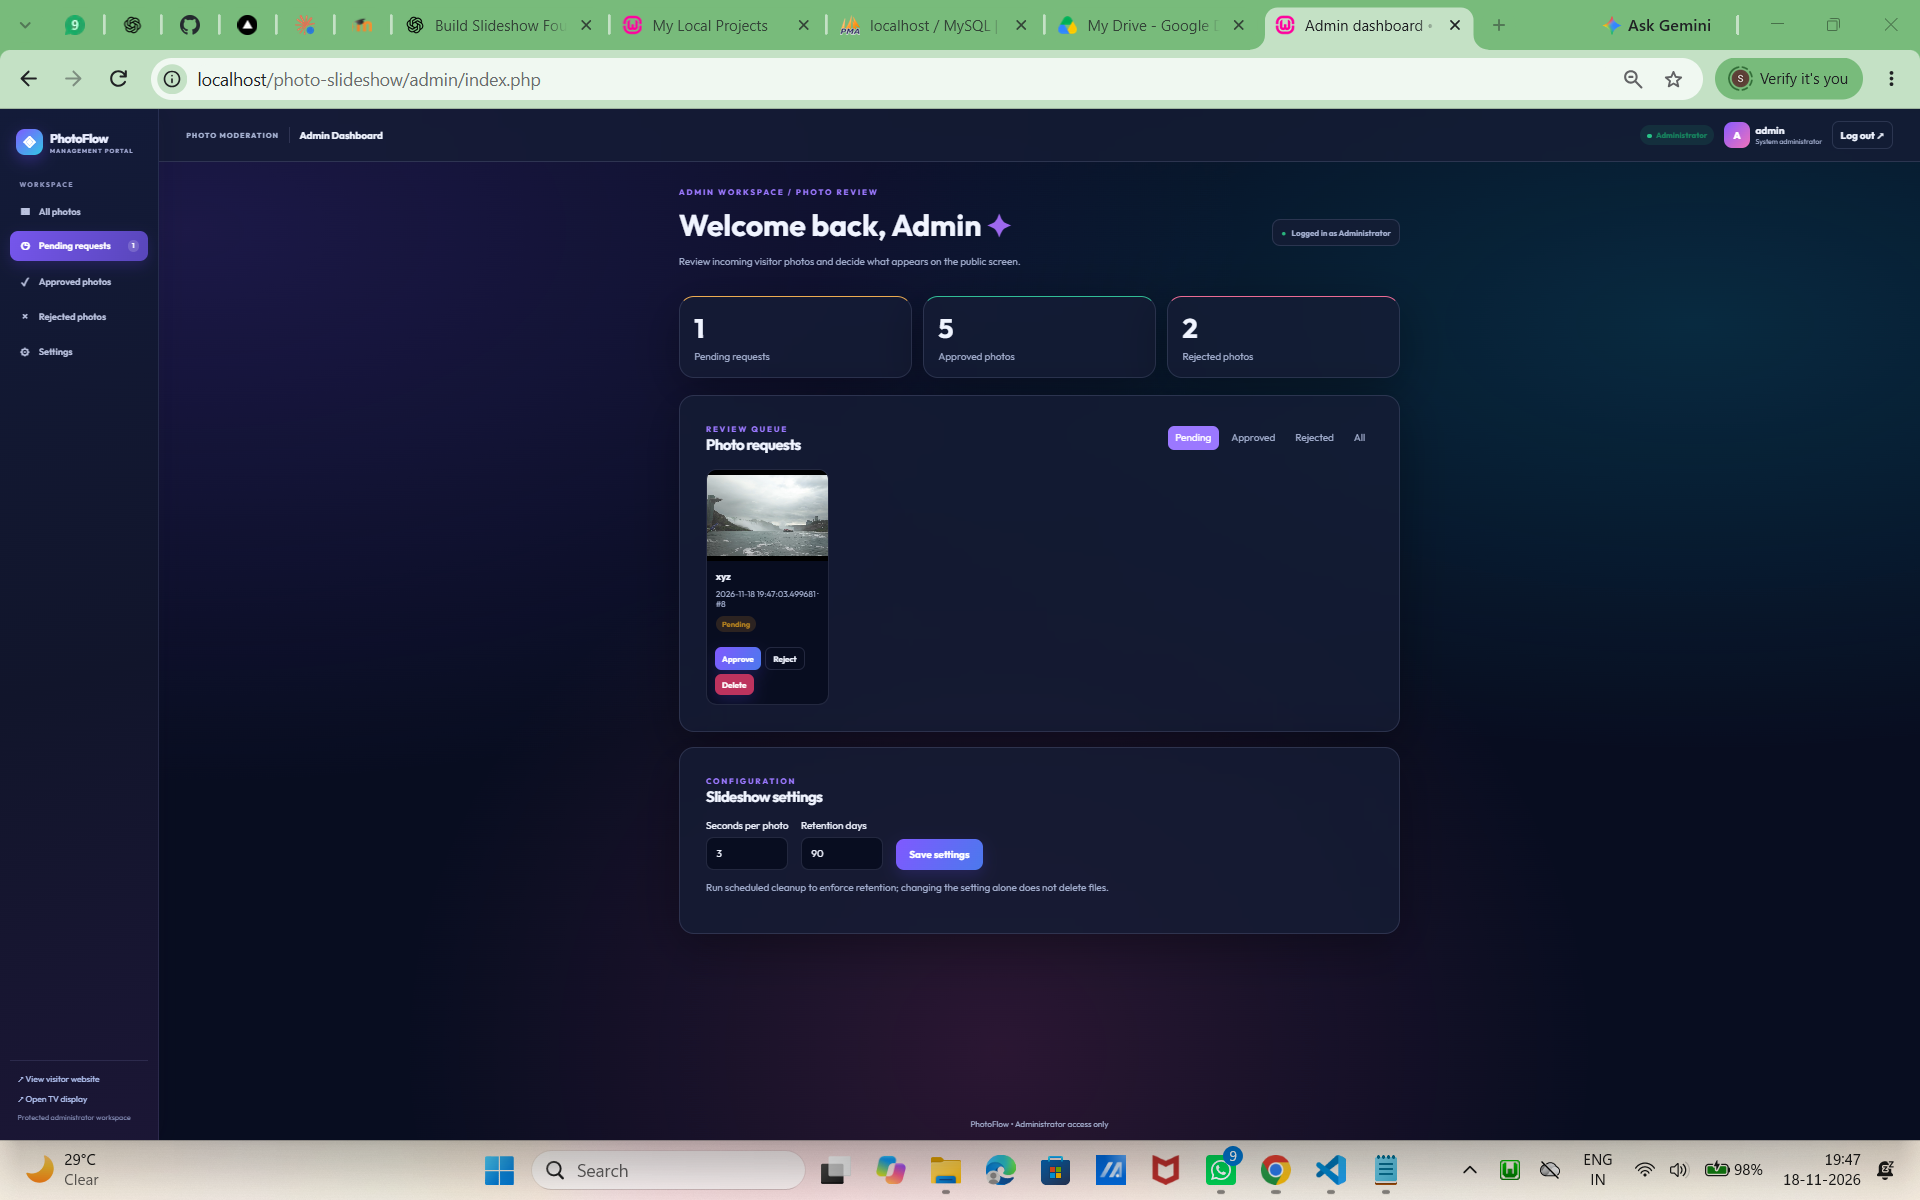 9
Build Slideshow Fou
My Local Projects
PMA
localhost / MySQL |
My Drive - Google D
Admin dashboard •
Ask Gemini
localhost/photo-slideshow/admin/index.php
S
Verify it's you
PhotoFlow
MANAGEMENT PORTAL
PHOTO MODERATION
Admin Dashboard
Administrator
A
admin
System administrator
Log out ↗
WORKSPACE
All photos
Pending requests 1
Approved photos
Rejected photos
Settings
ADMIN WORKSPACE / PHOTO REVIEW
Welcome back, Admin
Logged in as Administrator
Review incoming visitor photos and decide what appears on the public screen.
1
Pending requests
5
Approved photos
2
Rejected photos
REVIEW QUEUE
Photo requests
Pending Approved Rejected All
xyz
2026-11-18 19:47:03.499681 ·
#8
Pending
Approve Reject
Delete
CONFIGURATION
Slideshow settings
Seconds per photo Retention days
3 90 Save settings
Run scheduled cleanup to enforce retention; changing the setting alone does not delete files.
↗ View visitor website
↗ Open TV display
Protected administrator workspace
PhotoFlow • Administrator access only
29°C
Clear
Search
9
ENG
IN
98%
19:47
18-11-2026